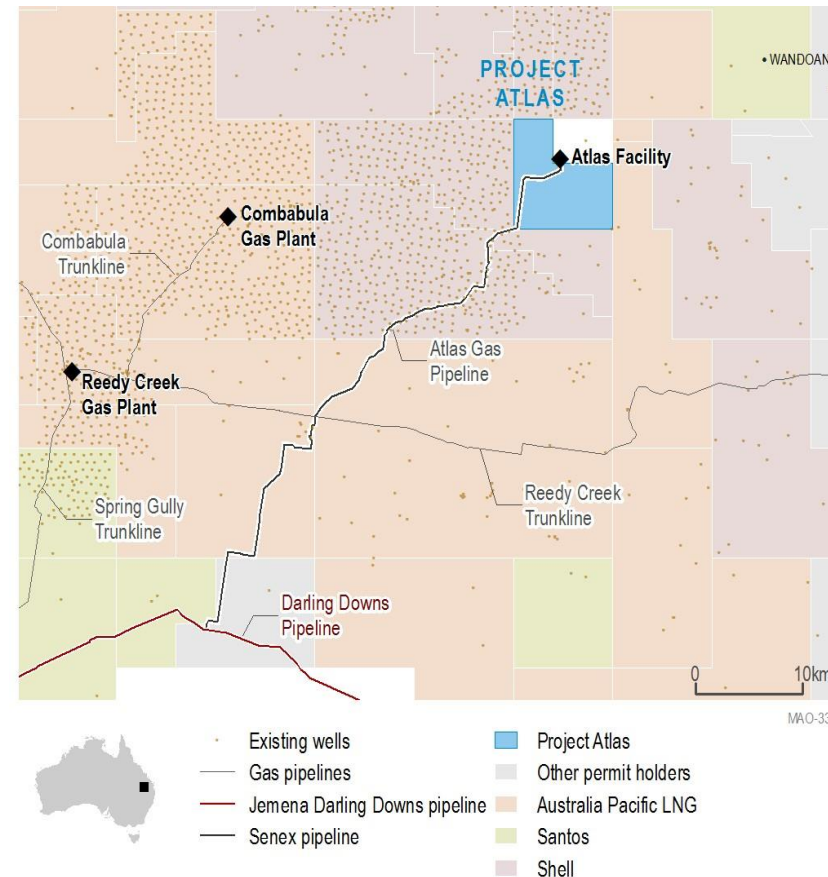 WANDOAN
PROJECT
ATLAS
Atlas Facility
Combabula
Gas Plant
Combabula
Trunkline
Atlas Gas
Pipeline
Reedy Creek
Gas Plant
Spring Gully
Trunkline
Reedy Creek
Trunkline
Darling Downs
Pipeline
0 10km
MAO-33
Existing wells
Gas pipelines
Jemena Darling Downs pipeline
Senex pipeline
Project Atlas
Other permit holders
Australia Pacific LNG
Santos
Shell